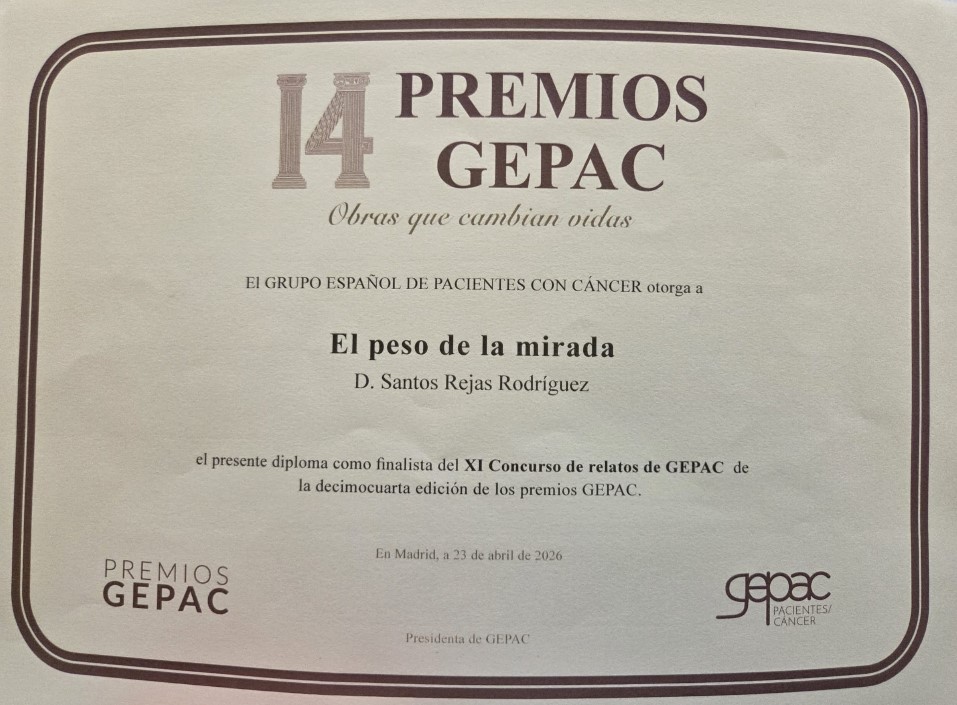 14 PREMIOS
GEPAC
Obras que cambian vidas
El GRUPO ESPAÑOL DE PACIENTES CON CÁNCER otorga a
El peso de la mirada
D. Santos Rejas Rodríguez
el presente diploma como finalista del XI Concurso de relatos de GEPAC de
la decimocuarta edición de los premios GEPAC.
En Madrid, a 23 de abril de 2026
PREMIOS
GEPAC
gepac
PACIENTES/
CÁNCER
Presidenta de GEPAC